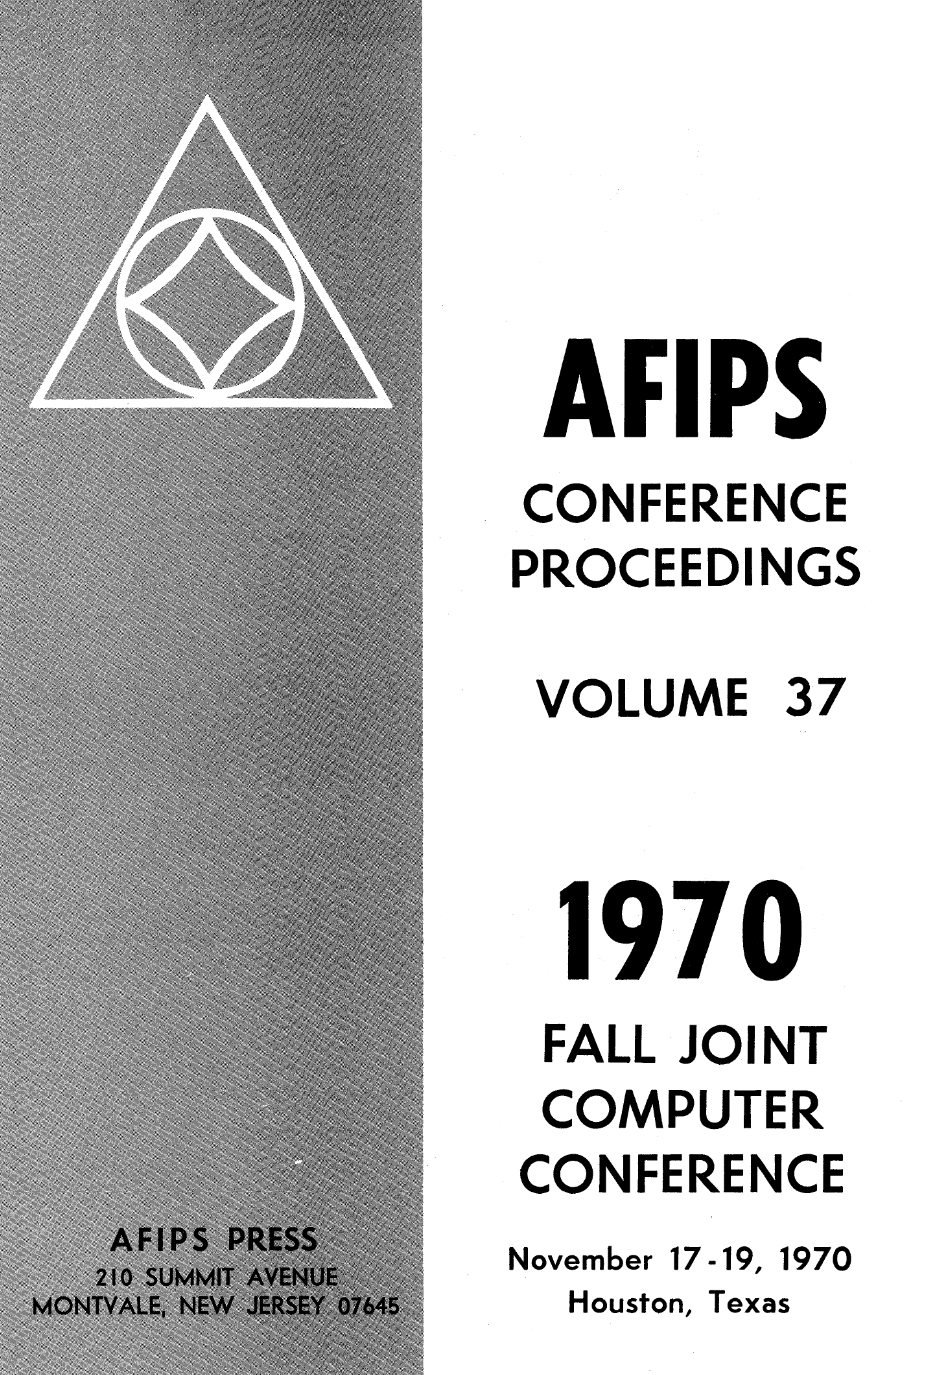 AFIPS
CONFERENCE
PROCEEDINGS
VOLUME 37
1970
FALL JOINT
COMPUTER
CONFERENCE
November 17-19, 1970
Houston, Texas
AFIPS PRESS
210 SUMMIT AVENUE
MONTVALE, NEW JERSEY 07645